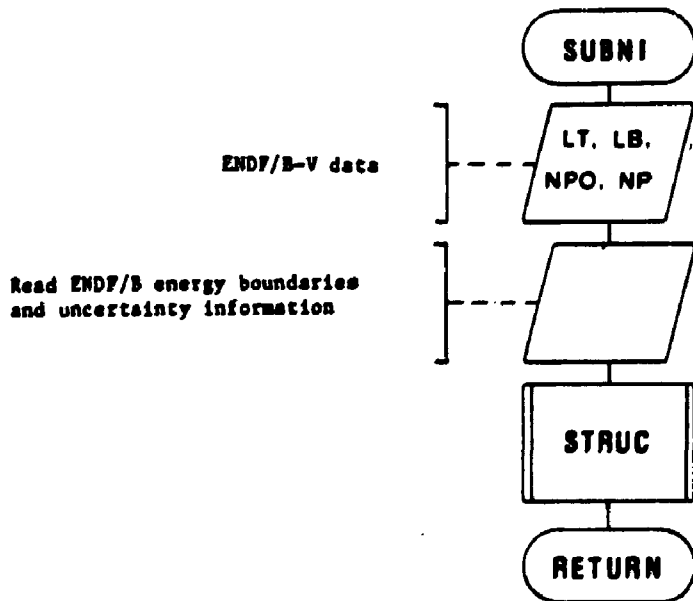 SUBNI
LT, LB,
NPO, NP
ENDF/B-V data
Read ENDF/B energy boundaries
and uncertainty information
STRUC
RETURN